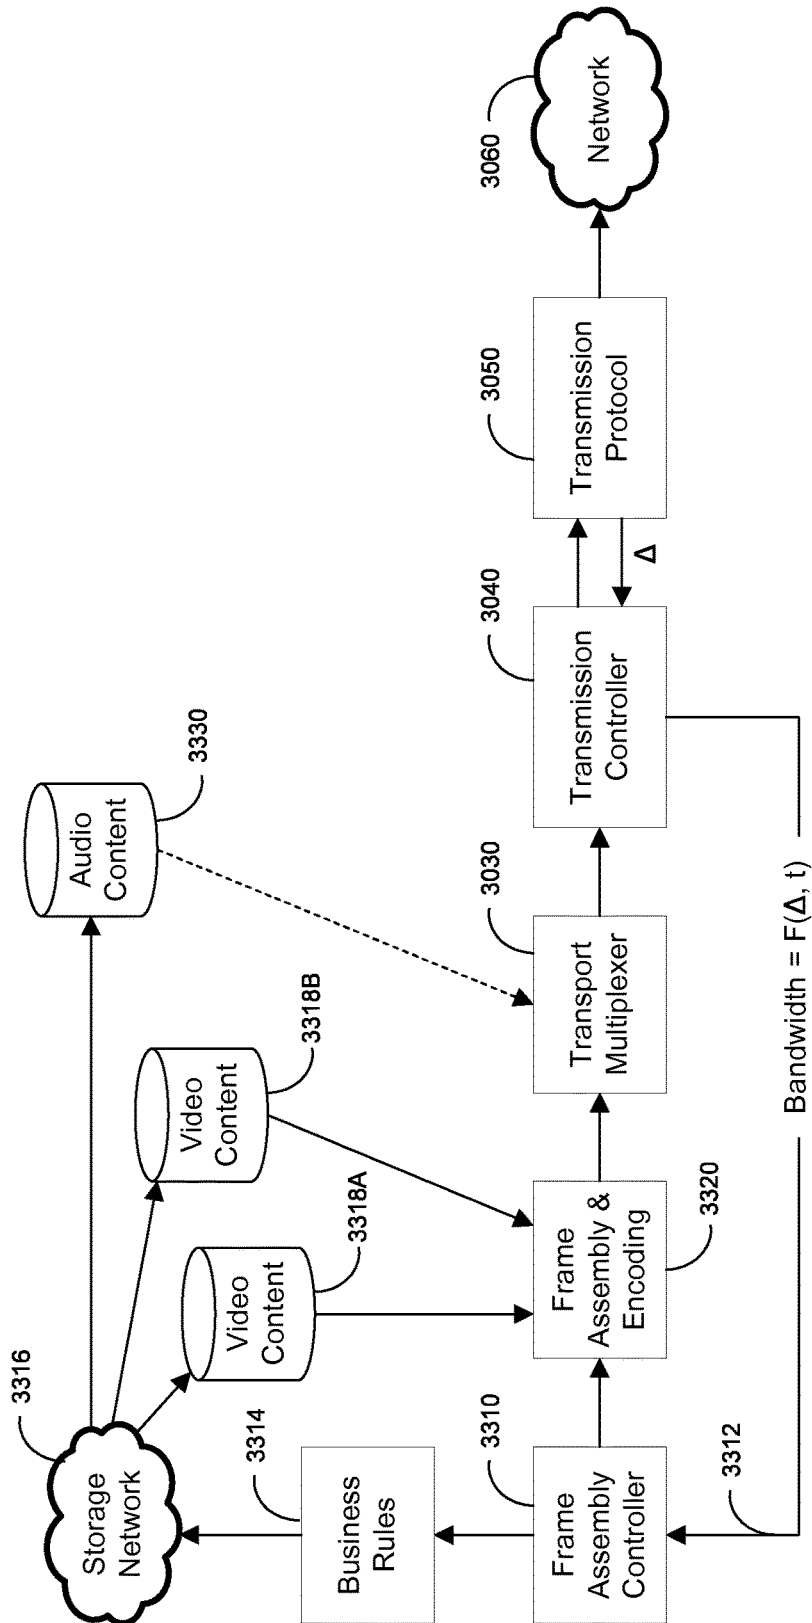 3316
Storage
Network
3314
Business
Rules
3310
Frame
Assembly
Controller
3312
Video
Content
3318A
Video
Content
3318B
Audio
Content
3330
Frame
Assembly &
Encoding
3320
Transport
Multiplexer
3030
Transmission
Controller
3040
Δ
Transmission
Protocol
3050
Network
3060
Bandwidth = F(Δ, t)